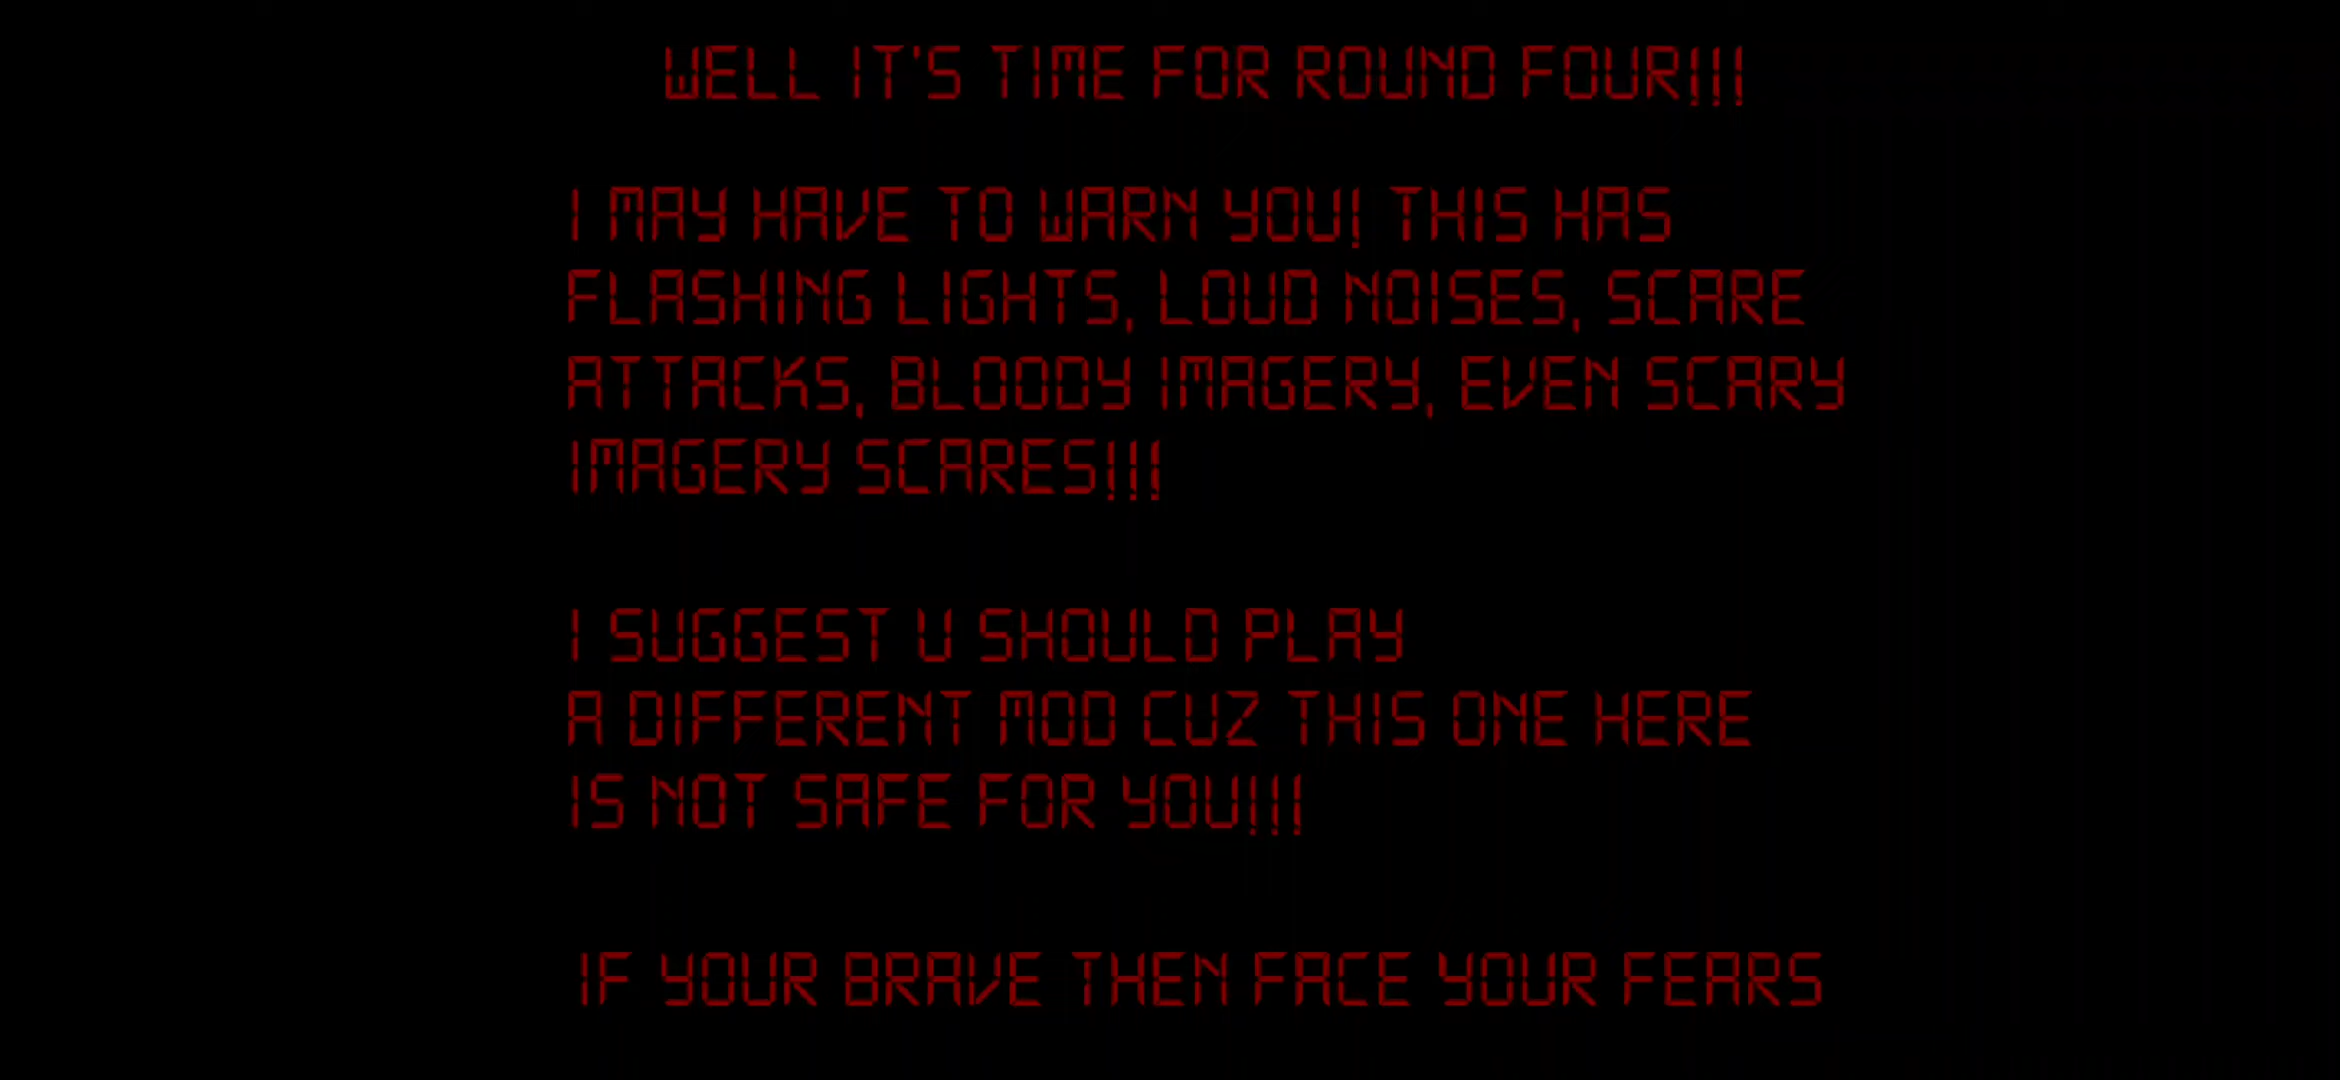 WELL IT'S TIME FOR ROUND FOUR!!!
I MAY HAVE TO WARN YOU! THIS HAS
FLASHING LIGHTS, LOUD NOISES, SCARE
ATTACKS, BLOODY IMAGERY, EVEN SCARY
IMAGERY SCARES!!!
I SUGGEST U SHOULD PLAY
A DIFFERENT MOD CUZ THIS ONE HERE
IS NOT SAFE FOR YOU!!!
IF YOUR BRAVE THEN FACE YOUR FEARS